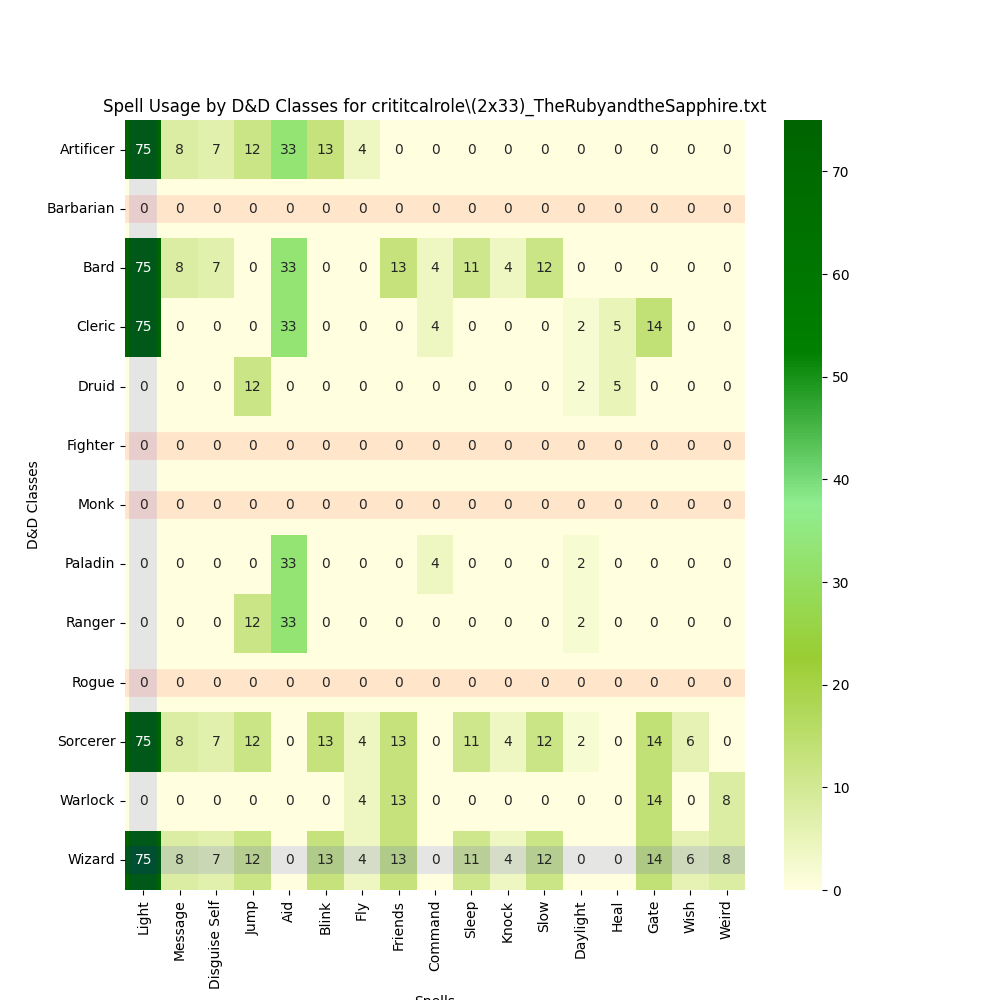 Spell Usage by D&D Classes for crititcalrole\(2x33)_TheRubyandtheSapphire.txt
Artificer 75 8 7 12 33 13 4 0 0 0 0 0 0 0 0 0 0
Barbarian 0 0 0 0 0 0 0 0 0 0 0 0 0 0 0 0 0
Bard 75 8 7 0 33 0 0 13 4 11 4 12 0 0 0 0 0
Cleric 75 0 0 0 33 0 0 0 4 0 0 0 2 5 14 0 0
Druid 0 0 0 12 0 0 0 0 0 0 0 0 2 5 0 0 0
Fighter 0 0 0 0 0 0 0 0 0 0 0 0 0 0 0 0 0
Monk 0 0 0 0 0 0 0 0 0 0 0 0 0 0 0 0 0
Paladin 0 0 0 0 33 0 0 0 4 0 0 0 2 0 0 0 0
Ranger 0 0 0 12 33 0 0 0 0 0 0 0 2 0 0 0 0
Rogue 0 0 0 0 0 0 0 0 0 0 0 0 0 0 0 0 0
Sorcerer 75 8 7 12 0 13 4 13 0 11 4 12 2 0 14 6 0
Warlock 0 0 0 0 0 0 4 13 0 0 0 0 0 0 14 0 8
Wizard 75 8 7 12 0 13 4 13 0 11 4 12 0 0 14 6 8
D&D Classes
Light Message Disguise Self Jump Aid Blink Fly Friends Command Sleep Knock Slow Daylight Heal Gate Wish Weird
Spells
70
60
50
40
30
20
10
0